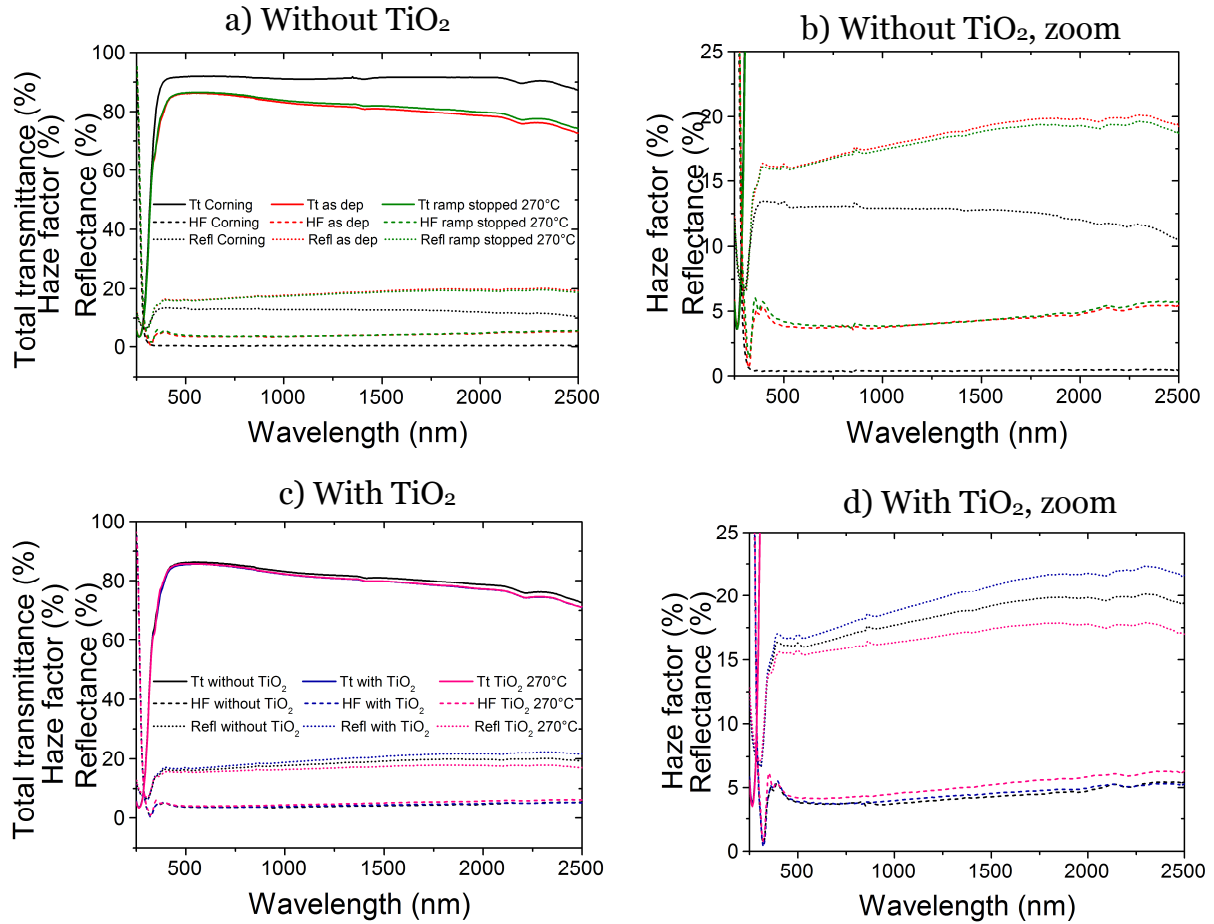 a) Without TiO₂
Total transmittance (%)
Haze factor (%)
Reflectance (%)
100
80
60
40
20
0
Tt Corning Tt as dep Tt ramp stopped 270°C
HF Corning HF as dep HF ramp stopped 270°C
Refl Corning Refl as dep Refl ramp stopped 270°C
500 1000 1500 2000 2500
Wavelength (nm)
b) Without TiO₂, zoom
Haze factor (%)
Reflectance (%)
25
20
15
10
5
0
500 1000 1500 2000 2500
Wavelength (nm)
c) With TiO₂
Total transmittance (%)
Haze factor (%)
Reflectance (%)
100
80
60
40
20
0
Tt without TiO₂ Tt with TiO₂ Tt TiO₂ 270°C
HF without TiO₂ HF with TiO₂ HF TiO₂ 270°C
Refl without TiO₂ Refl with TiO₂ Refl TiO₂ 270°C
500 1000 1500 2000 2500
Wavelength (nm)
d) With TiO₂, zoom
Haze factor (%)
Reflectance (%)
25
20
15
10
5
0
500 1000 1500 2000 2500
Wavelength (nm)